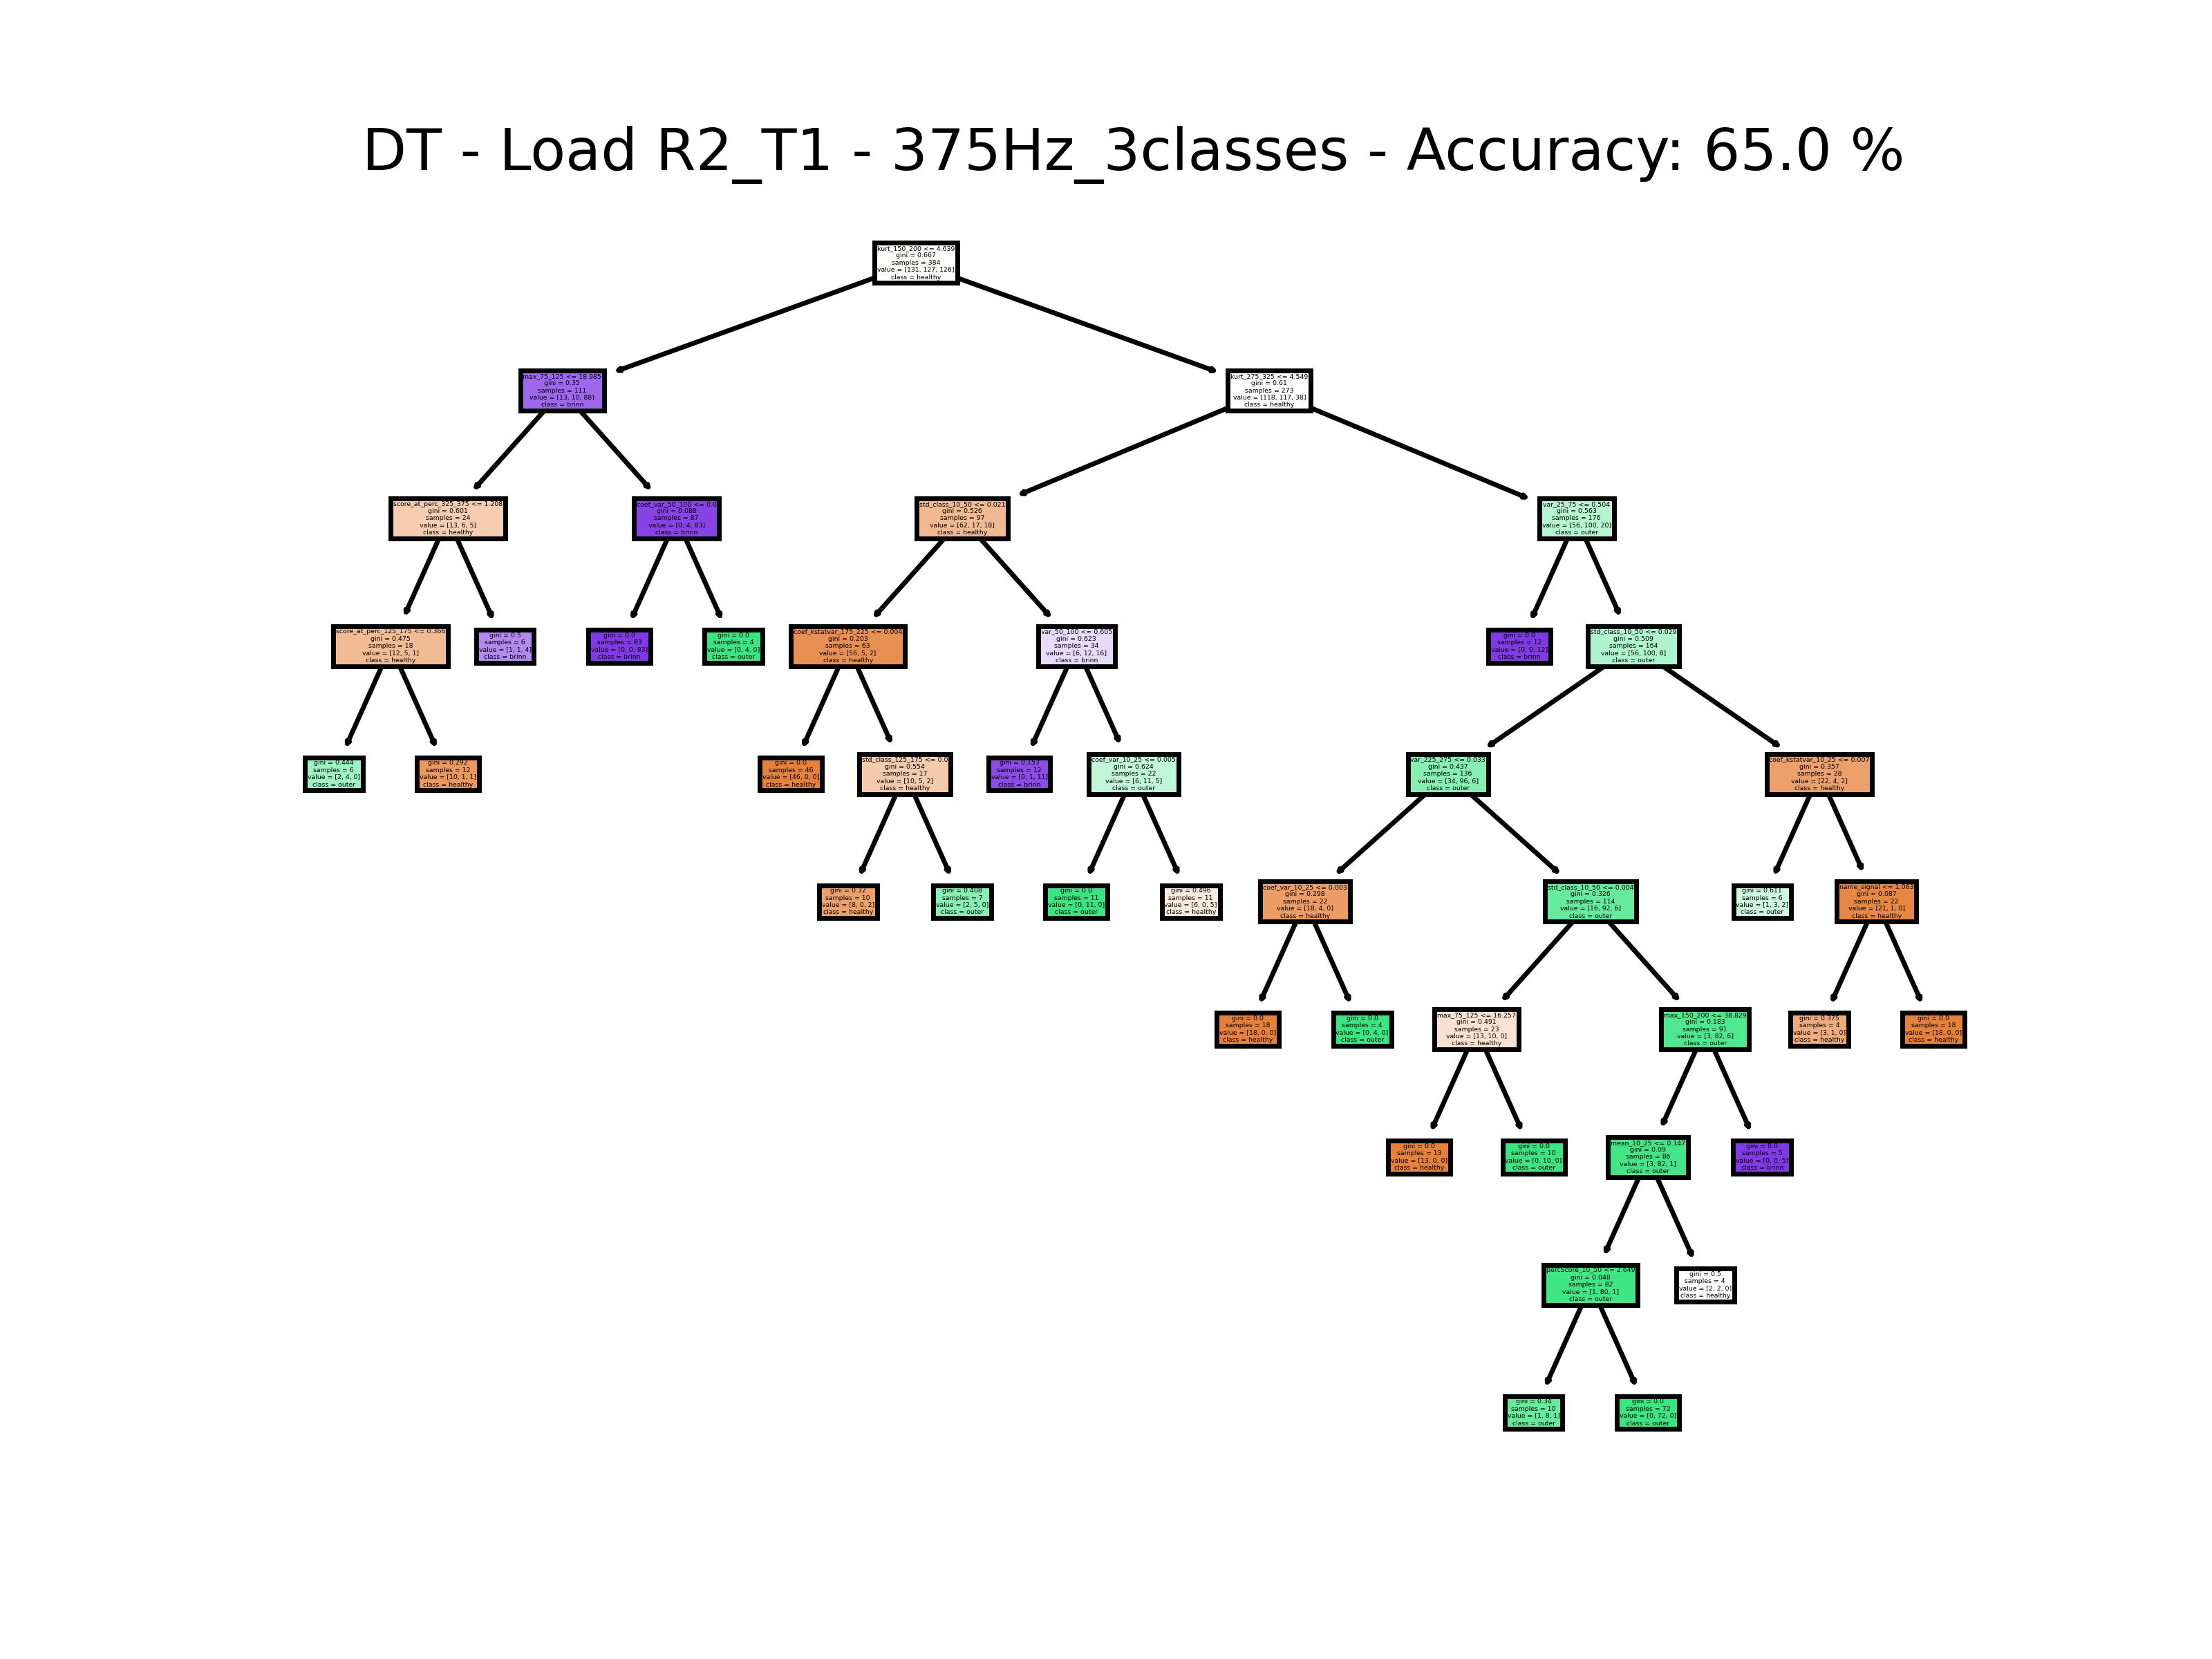 DT - Load R2_T1 - 375Hz_3classes - Accuracy: 65.0 %
kurt_150_200 <= 4.639
gini = 0.667
samples = 384
value = [131, 127, 126]
class = healthy
max_75_125 <= 18.985
gini = 0.35
samples = 111
value = [13, 10, 88]
class = brinn
kurt_275_325 <= 4.549
gini = 0.61
samples = 273
value = [118, 117, 38]
class = healthy
score_at_perc_325_375 <= 1.208
gini = 0.601
samples = 24
value = [13, 6, 5]
class = healthy
coef_var_50_100 <= 0.0
gini = 0.088
samples = 87
value = [0, 4, 83]
class = brinn
std_class_10_50 <= 0.021
gini = 0.526
samples = 97
value = [62, 17, 18]
class = healthy
var_25_75 <= 0.504
gini = 0.563
samples = 176
value = [56, 100, 20]
class = outer
score_at_perc_125_175 <= 0.366
gini = 0.475
samples = 18
value = [12, 5, 1]
class = healthy
gini = 0.5
samples = 6
value = [1, 1, 4]
class = brinn
gini = 0.0
samples = 83
value = [0, 0, 83]
class = brinn
gini = 0.0
samples = 4
value = [0, 4, 0]
class = outer
coef_kstatvar_175_225 <= 0.004
gini = 0.203
samples = 63
value = [56, 5, 2]
class = healthy
var_50_100 <= 0.605
gini = 0.623
samples = 34
value = [6, 12, 16]
class = brinn
gini = 0.0
samples = 12
value = [0, 0, 12]
class = brinn
std_class_10_50 <= 0.029
gini = 0.509
samples = 164
value = [56, 100, 8]
class = outer
gini = 0.444
samples = 6
value = [2, 4, 0]
class = outer
gini = 0.292
samples = 12
value = [10, 1, 1]
class = healthy
gini = 0.0
samples = 46
value = [46, 0, 0]
class = healthy
std_class_125_175 <= 0.0
gini = 0.554
samples = 17
value = [10, 5, 2]
class = healthy
gini = 0.153
samples = 12
value = [0, 1, 11]
class = brinn
coef_var_10_25 <= 0.005
gini = 0.624
samples = 22
value = [6, 11, 5]
class = outer
var_225_275 <= 0.033
gini = 0.437
samples = 136
value = [34, 96, 6]
class = outer
coef_kstatvar_10_25 <= 0.007
gini = 0.357
samples = 28
value = [22, 4, 2]
class = healthy
gini = 0.32
samples = 10
value = [8, 0, 2]
class = healthy
gini = 0.408
samples = 7
value = [2, 5, 0]
class = outer
gini = 0.0
samples = 11
value = [0, 11, 0]
class = outer
gini = 0.496
samples = 11
value = [6, 0, 5]
class = healthy
coef_var_10_25 <= 0.003
gini = 0.298
samples = 22
value = [18, 4, 0]
class = healthy
std_class_10_50 <= 0.004
gini = 0.326
samples = 114
value = [16, 92, 6]
class = outer
gini = 0.611
samples = 6
value = [1, 3, 2]
class = outer
name_signal <= 1.063
gini = 0.087
samples = 22
value = [21, 1, 0]
class = healthy
gini = 0.0
samples = 18
value = [18, 0, 0]
class = healthy
gini = 0.0
samples = 4
value = [0, 4, 0]
class = outer
max_75_125 <= 16.257
gini = 0.491
samples = 23
value = [13, 10, 0]
class = healthy
max_150_200 <= 38.829
gini = 0.183
samples = 91
value = [3, 82, 6]
class = outer
gini = 0.375
samples = 4
value = [3, 1, 0]
class = healthy
gini = 0.0
samples = 18
value = [18, 0, 0]
class = healthy
gini = 0.0
samples = 13
value = [13, 0, 0]
class = healthy
gini = 0.0
samples = 10
value = [0, 10, 0]
class = outer
mean_10_25 <= 0.147
gini = 0.09
samples = 86
value = [3, 82, 1]
class = outer
gini = 0.0
samples = 5
value = [0, 0, 5]
class = brinn
percScore_10_50 <= 2.649
gini = 0.048
samples = 82
value = [1, 80, 1]
class = outer
gini = 0.5
samples = 4
value = [2, 2, 0]
class = healthy
gini = 0.34
samples = 10
value = [1, 8, 1]
class = outer
gini = 0.0
samples = 72
value = [0, 72, 0]
class = outer